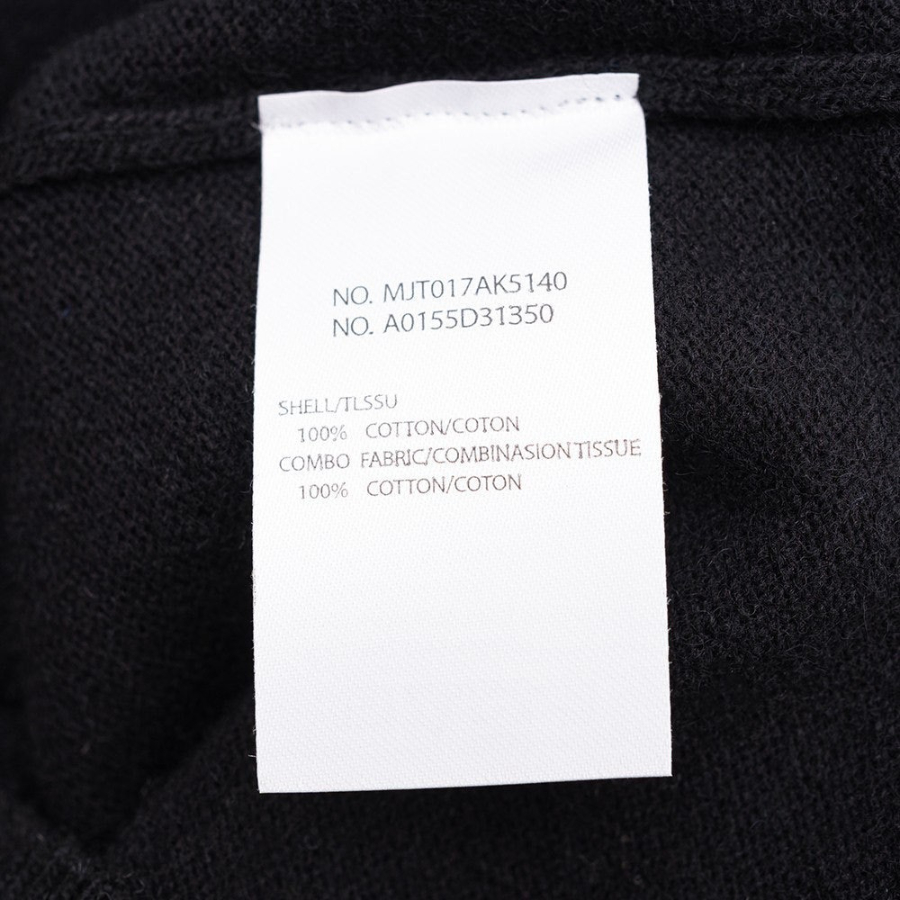 NO. MJT017AK5140
NO. A0155D31350
SHELL/TLSSU
100% COTTON/COTON
COMBO FABRIC/COMBINASION TISSUE
100% COTTON/COTON